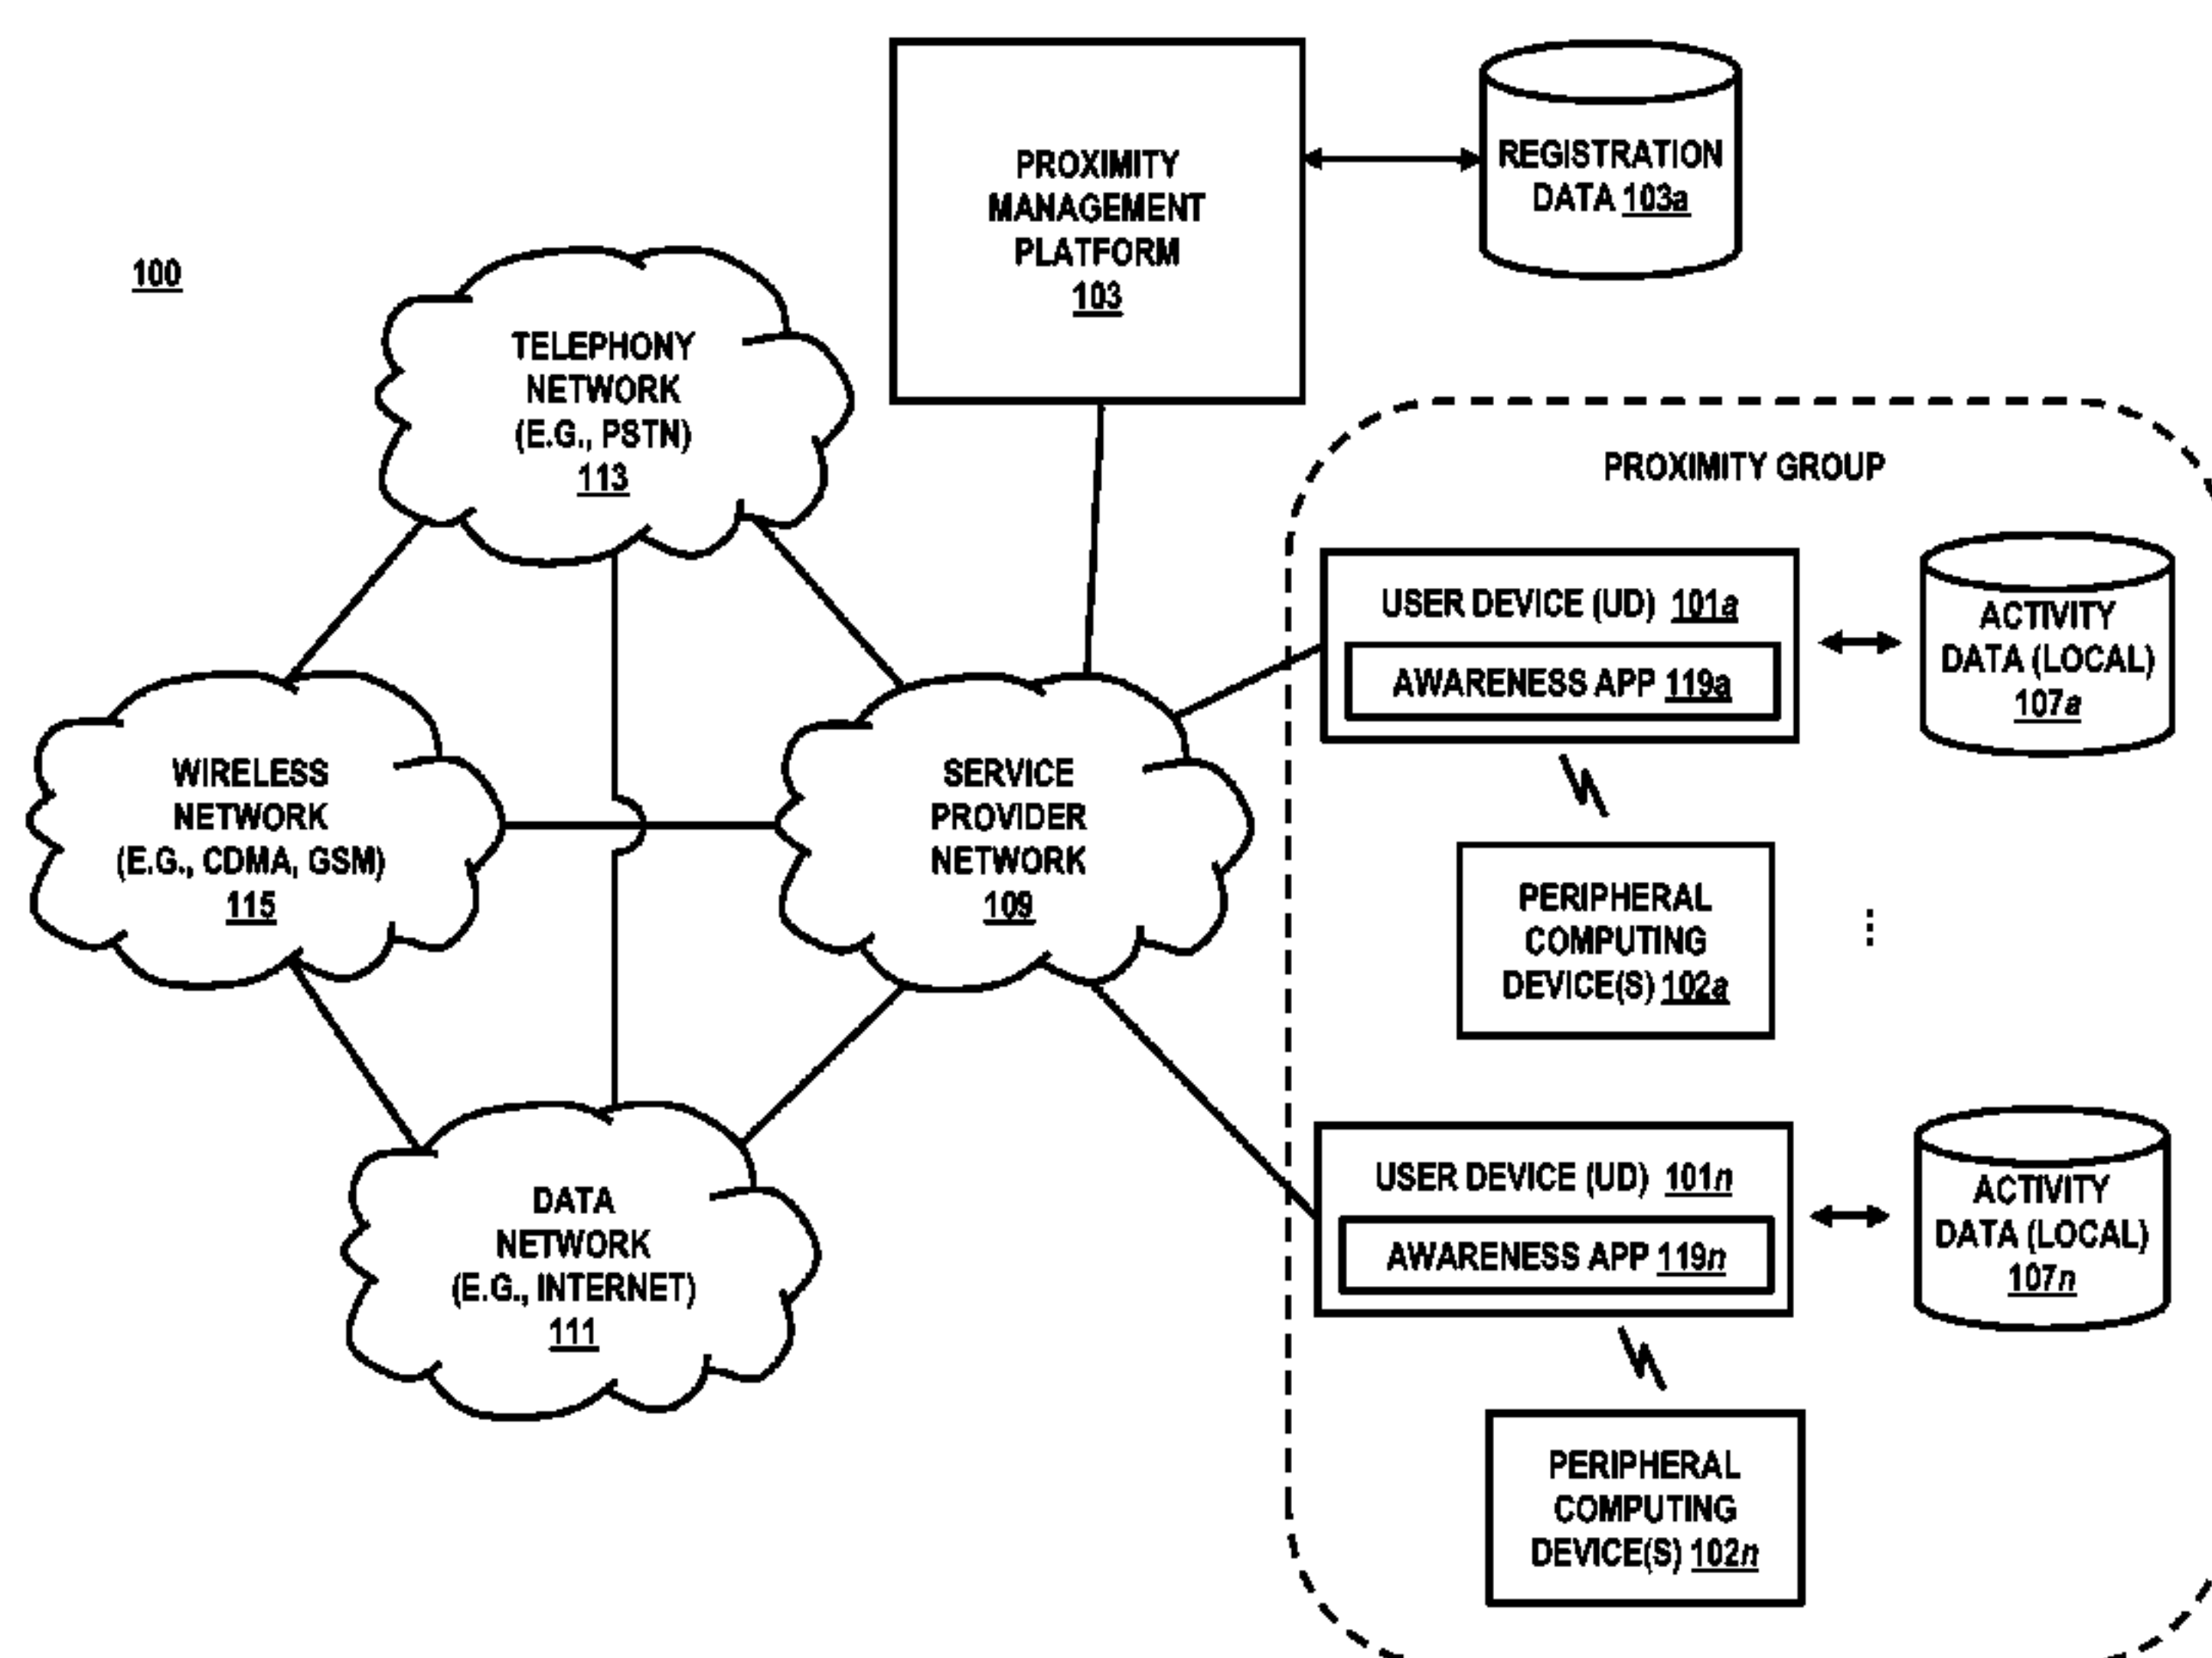 100
PROXIMITY
MANAGEMENT
PLATFORM
103
REGISTRATION
DATA 103a
TELEPHONY
NETWORK
(E.G., PSTN)
113
WIRELESS
NETWORK
(E.G., CDMA, GSM)
115
SERVICE
PROVIDER
NETWORK
109
DATA
NETWORK
(E.G., INTERNET)
111
PROXIMITY GROUP
USER DEVICE (UD) 101a
AWARENESS APP 119a
ACTIVITY
DATA (LOCAL)
107a
PERIPHERAL
COMPUTING
DEVICE(S) 102a
...
USER DEVICE (UD) 101n
AWARENESS APP 119n
ACTIVITY
DATA (LOCAL)
107n
PERIPHERAL
COMPUTING
DEVICE(S) 102n